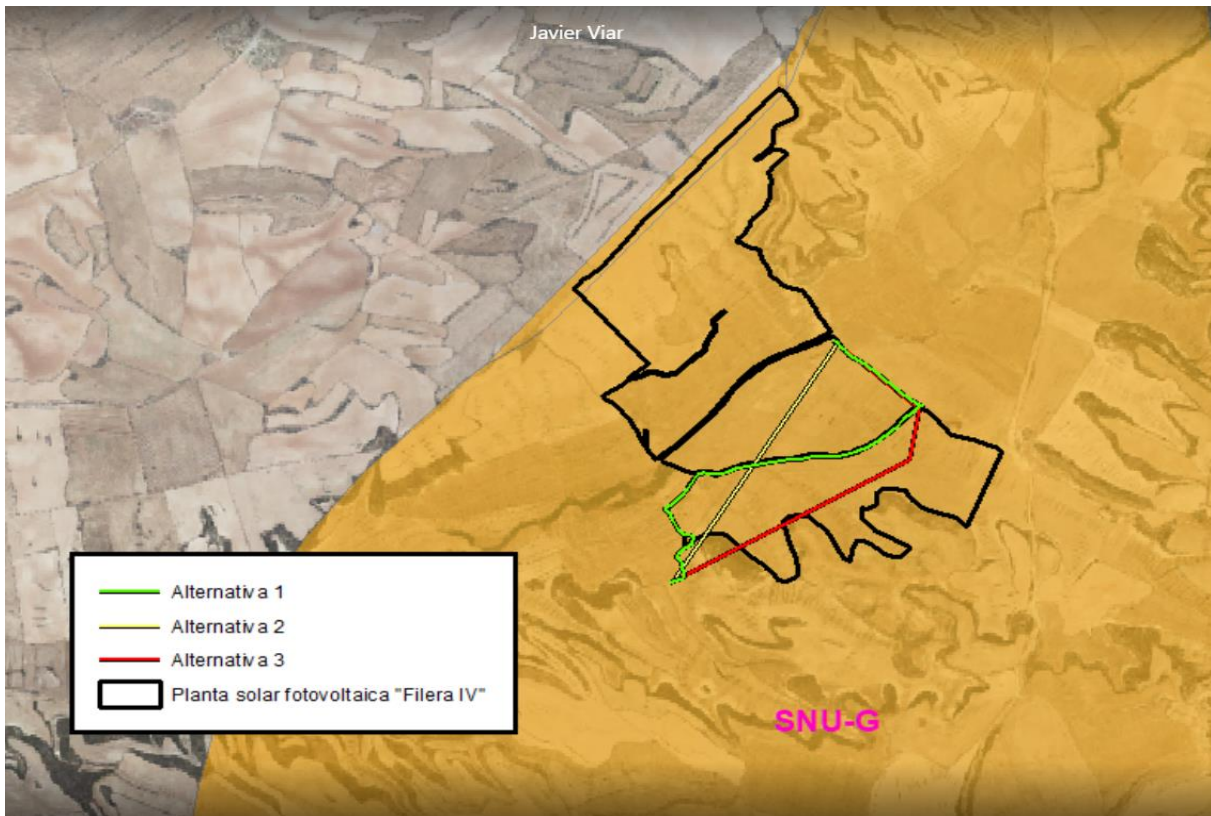 Javier Viar
Alternativa 1
Alternativa 2
Alternativa 3
Planta solar fotovoltaica "Filera IV"
SNU-G